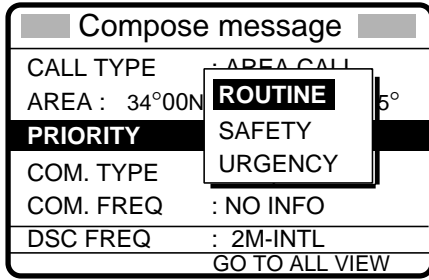 Compose message
CALL TYPE : AREA CALL
AREA : 34°00N 5°
ROUTINE
PRIORITY
SAFETY
COM. TYPE
URGENCY
COM. FREQ : NO INFO
DSC FREQ : 2M-INTL
GO TO ALL VIEW